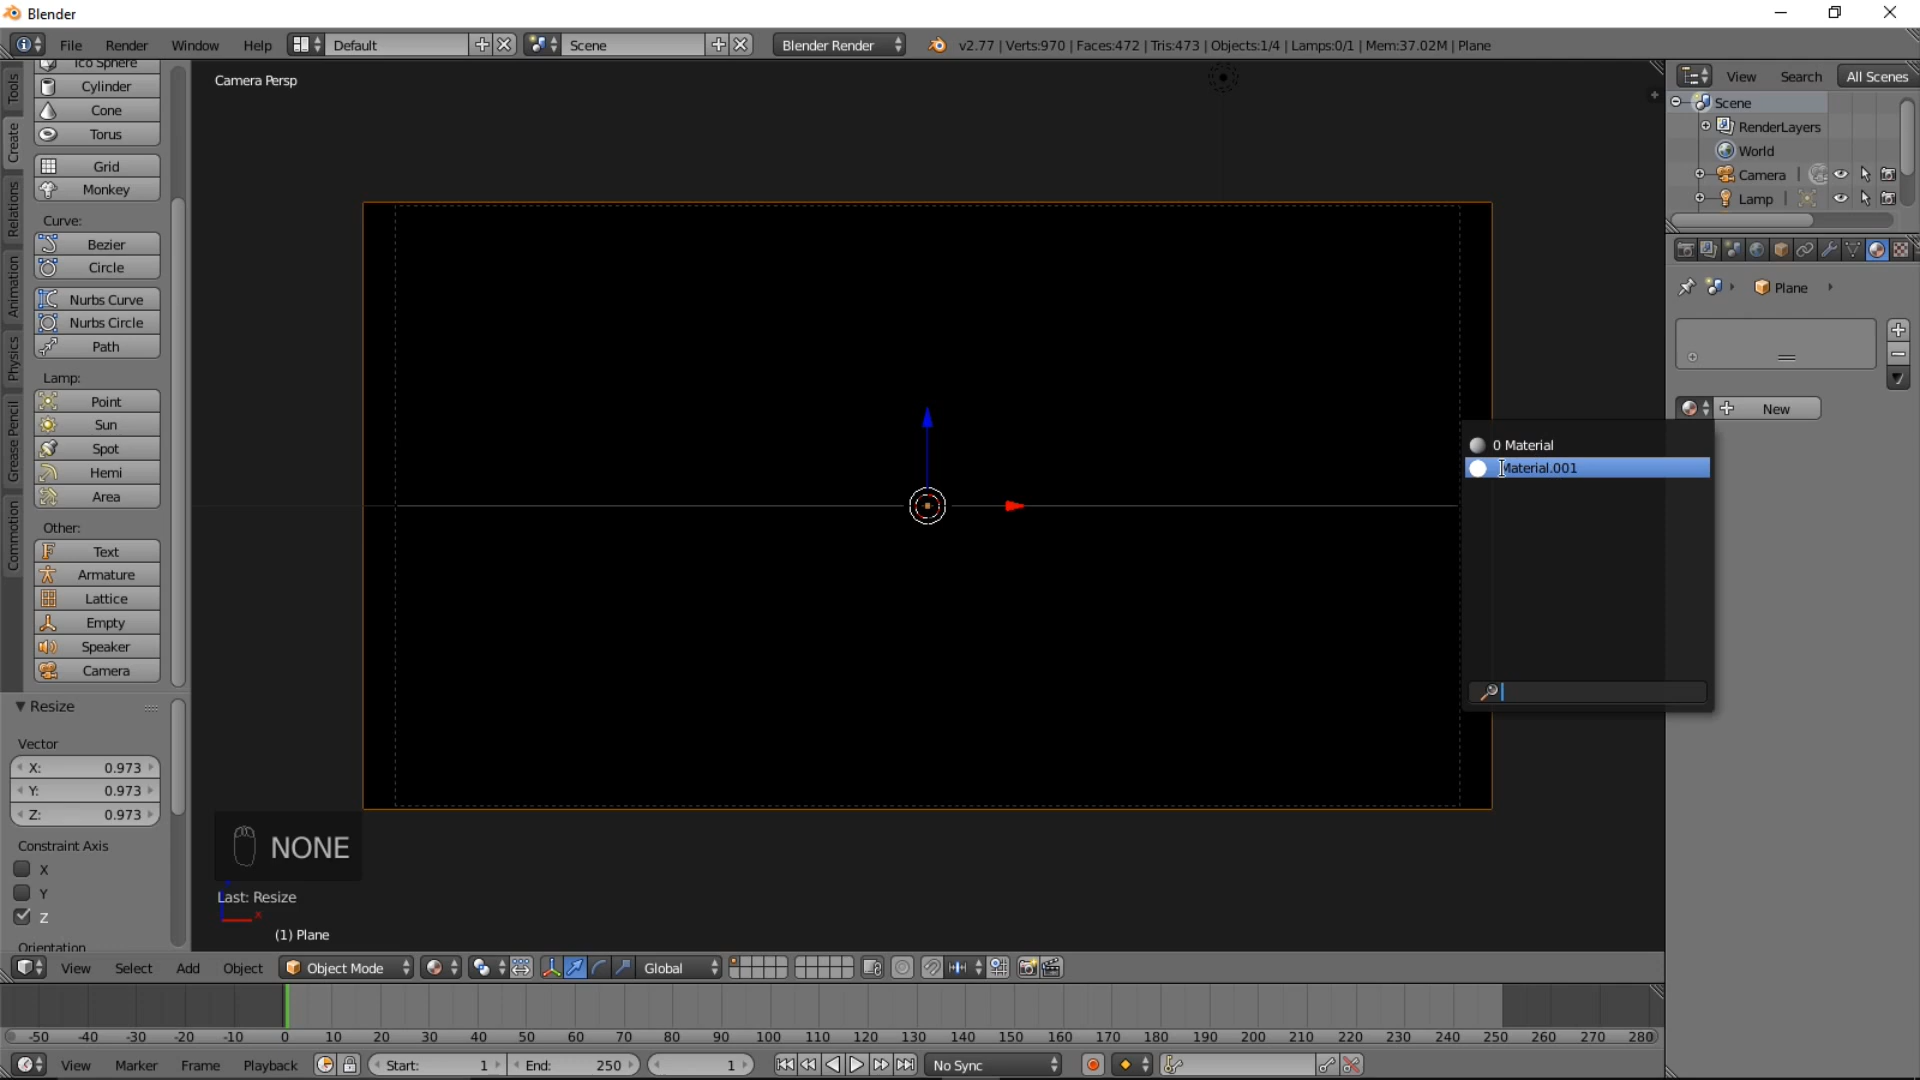 Blender
File Render Window Help Default Scene Blender Render v2.77 | Verts:970 | Faces:472 | Tris:473 | Objects:1/4 | Lamps:0/1 | Mem:37.02M | Plane
Tools
Create
Relations
Animation
Physics
Grease Pencil
Commotion
Ico Sphere
Cylinder
Cone
Torus
Grid
Monkey
Curve:
Bezier
Circle
Nurbs Curve
Nurbs Circle
Path
Lamp:
Point
Sun
Spot
Hemi
Area
Other:
Text
Armature
Lattice
Empty
Speaker
Camera
Resize
Vector
X: 0.973
Y: 0.973
Z: 0.973
Constraint Axis
X
Y
Z
Orientation
Camera Persp
NONE
Last: Resize
x
(1) Plane
View Search All Scenes
Scene
RenderLayers
World
Camera
Lamp
Plane
New
0 Material
Material.001
View Select Add Object Object Mode Global
-50 -40 -30 -20 -10 0 10 20 30 40 50 60 70 80 90 100 110 120 130 140 150 160 170 180 190 200 210 220 230 240 250 260 270 280
View Marker Frame Playback Start: 1 End: 250 1 No Sync